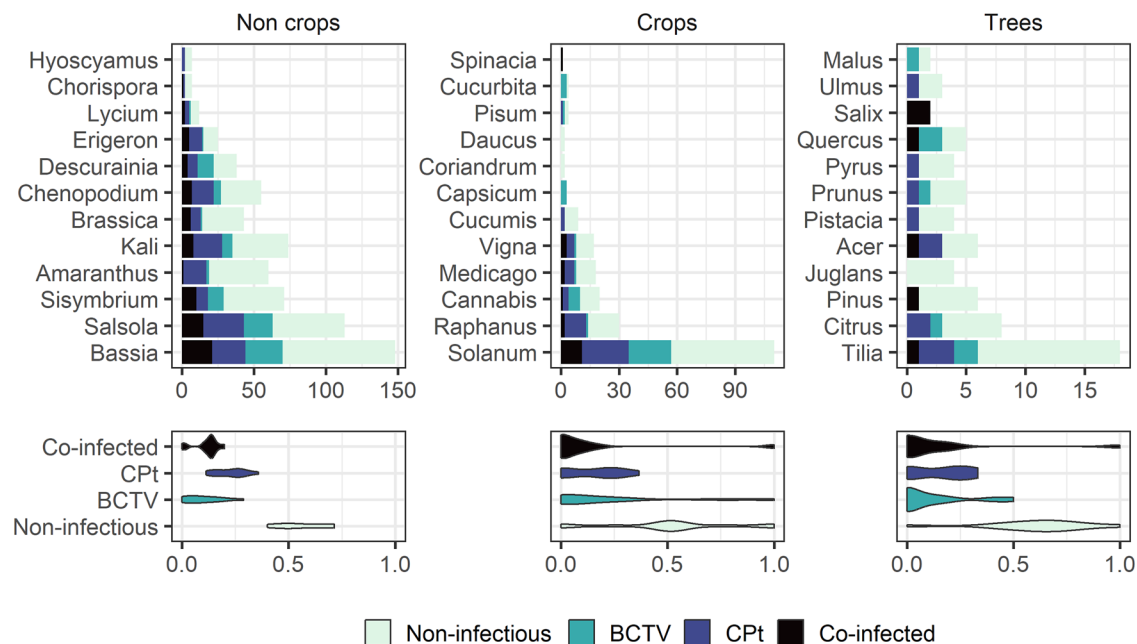 Non crops
Hyoscyamus
Chorispora
Lycium
Erigeron
Descurainia
Chenopodium
Brassica
Kali
Amaranthus
Sisymbrium
Salsola
Bassia
0 50 100 150
Crops
Spinacia
Cucurbita
Pisum
Daucus
Coriandrum
Capsicum
Cucumis
Vigna
Medicago
Cannabis
Raphanus
Solanum
0 30 60 90
Trees
Malus
Ulmus
Salix
Quercus
Pyrus
Prunus
Pistacia
Acer
Juglans
Pinus
Citrus
Tilia
0 5 10 15
Co-infected
CPt
BCTV
Non-infectious
0.0 0.5 1.0
0.0 0.5 1.0
0.0 0.5 1.0
Non-infectious BCTV CPt Co-infected